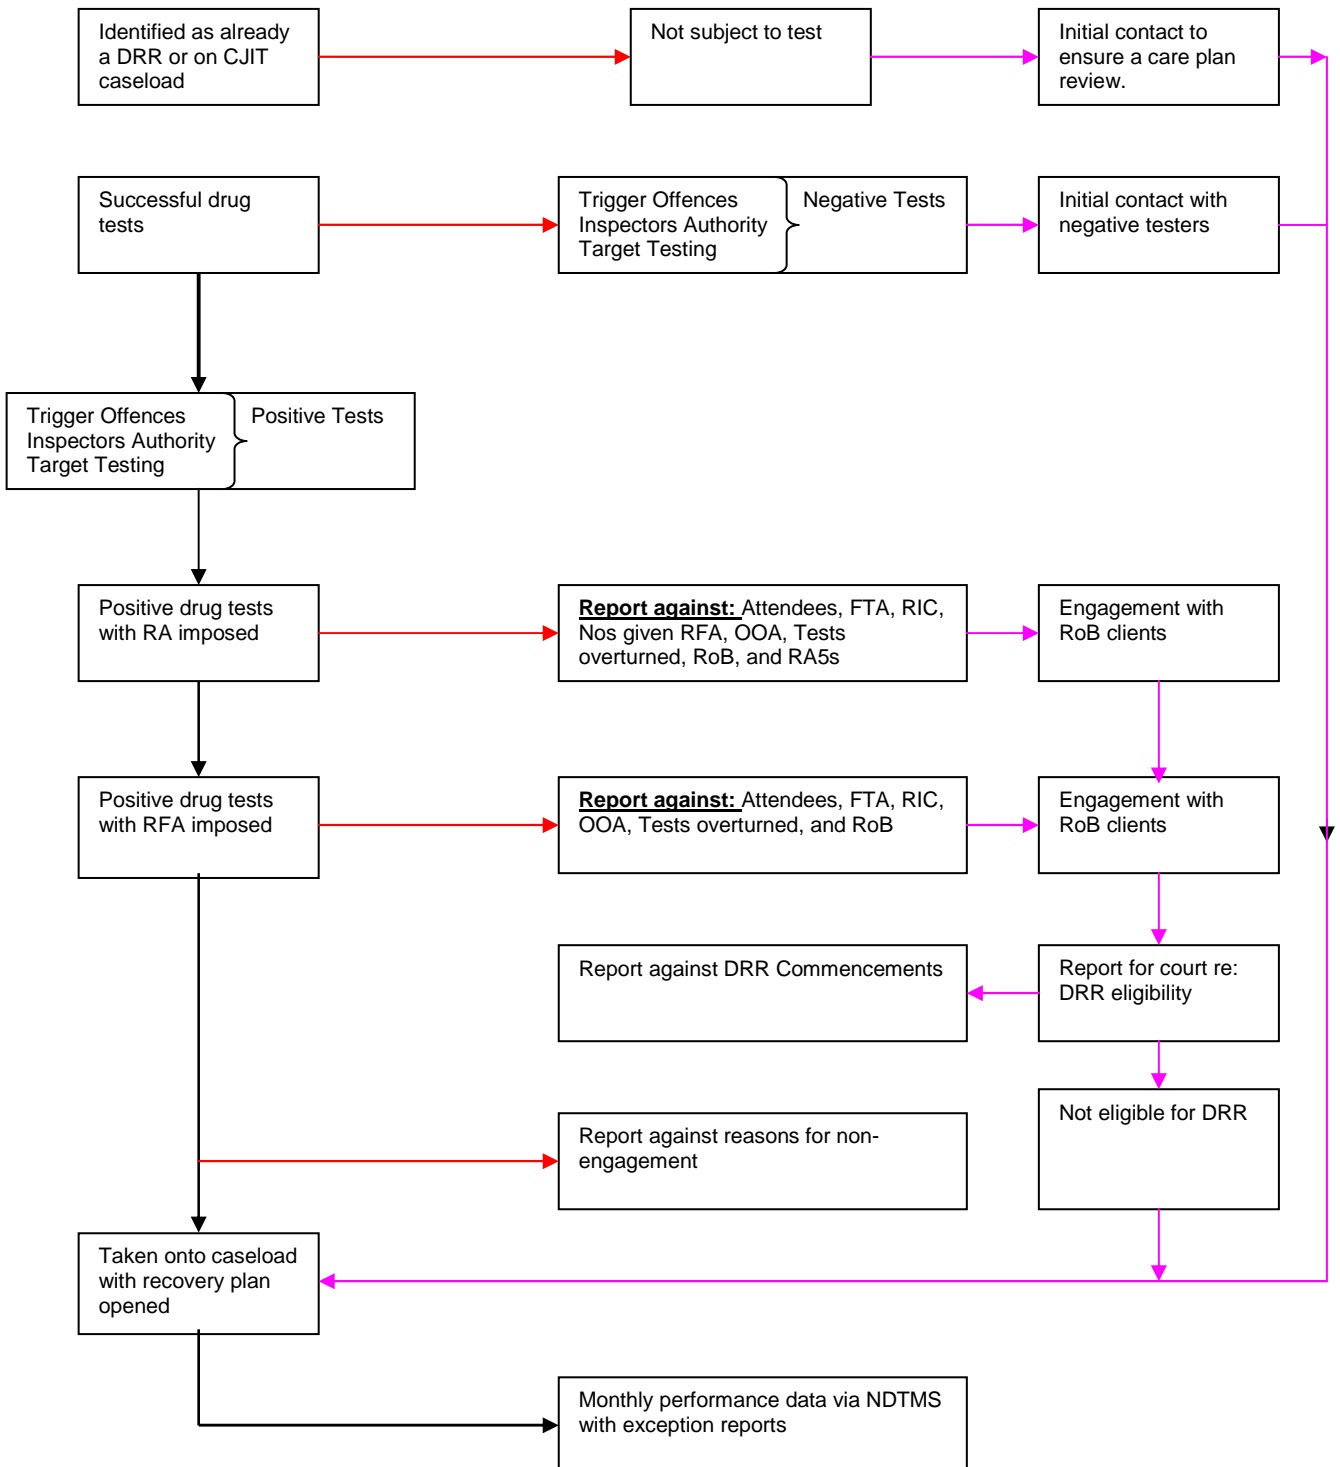 Identified as already
a DRR or on CJIT
caseload
Not subject to test
Initial contact to
ensure a care plan
review.
Successful drug
tests
Trigger Offences
Inspectors Authority
Target Testing
Negative Tests
Initial contact with
negative testers
Trigger Offences
Inspectors Authority
Target Testing
Positive Tests
Positive drug tests
with RA imposed
Report against: Attendees, FTA, RIC,
Nos given RFA, OOA, Tests
overturned, RoB, and RA5s
Engagement with
RoB clients
Positive drug tests
with RFA imposed
Report against: Attendees, FTA, RIC,
OOA, Tests overturned, and RoB
Engagement with
RoB clients
Report against DRR Commencements
Report for court re:
DRR eligibility
Not eligible for DRR
Report against reasons for non-
engagement
Taken onto caseload
with recovery plan
opened
Monthly performance data via NDTMS
with exception reports